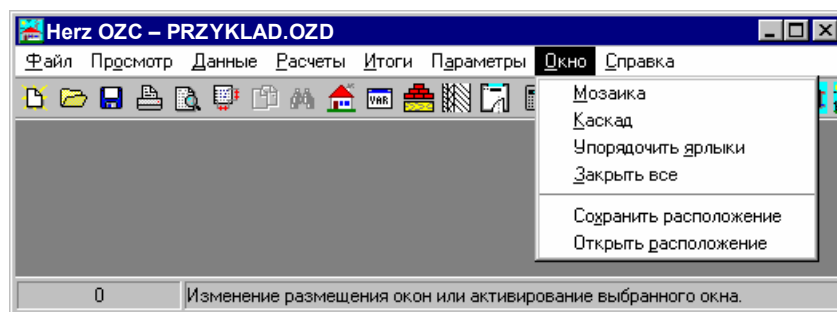 Herz OZC – PRZYKLAD.OZD
Файл Просмотр Данные Расчеты Итоги Параметры Окно Справка
VAR
Мозаика
Каскад
Упорядочить ярлыки
Закрыть все
Сохранить расположение
Открыть расположение
0 Изменение размещения окон или активирование выбранного окна.